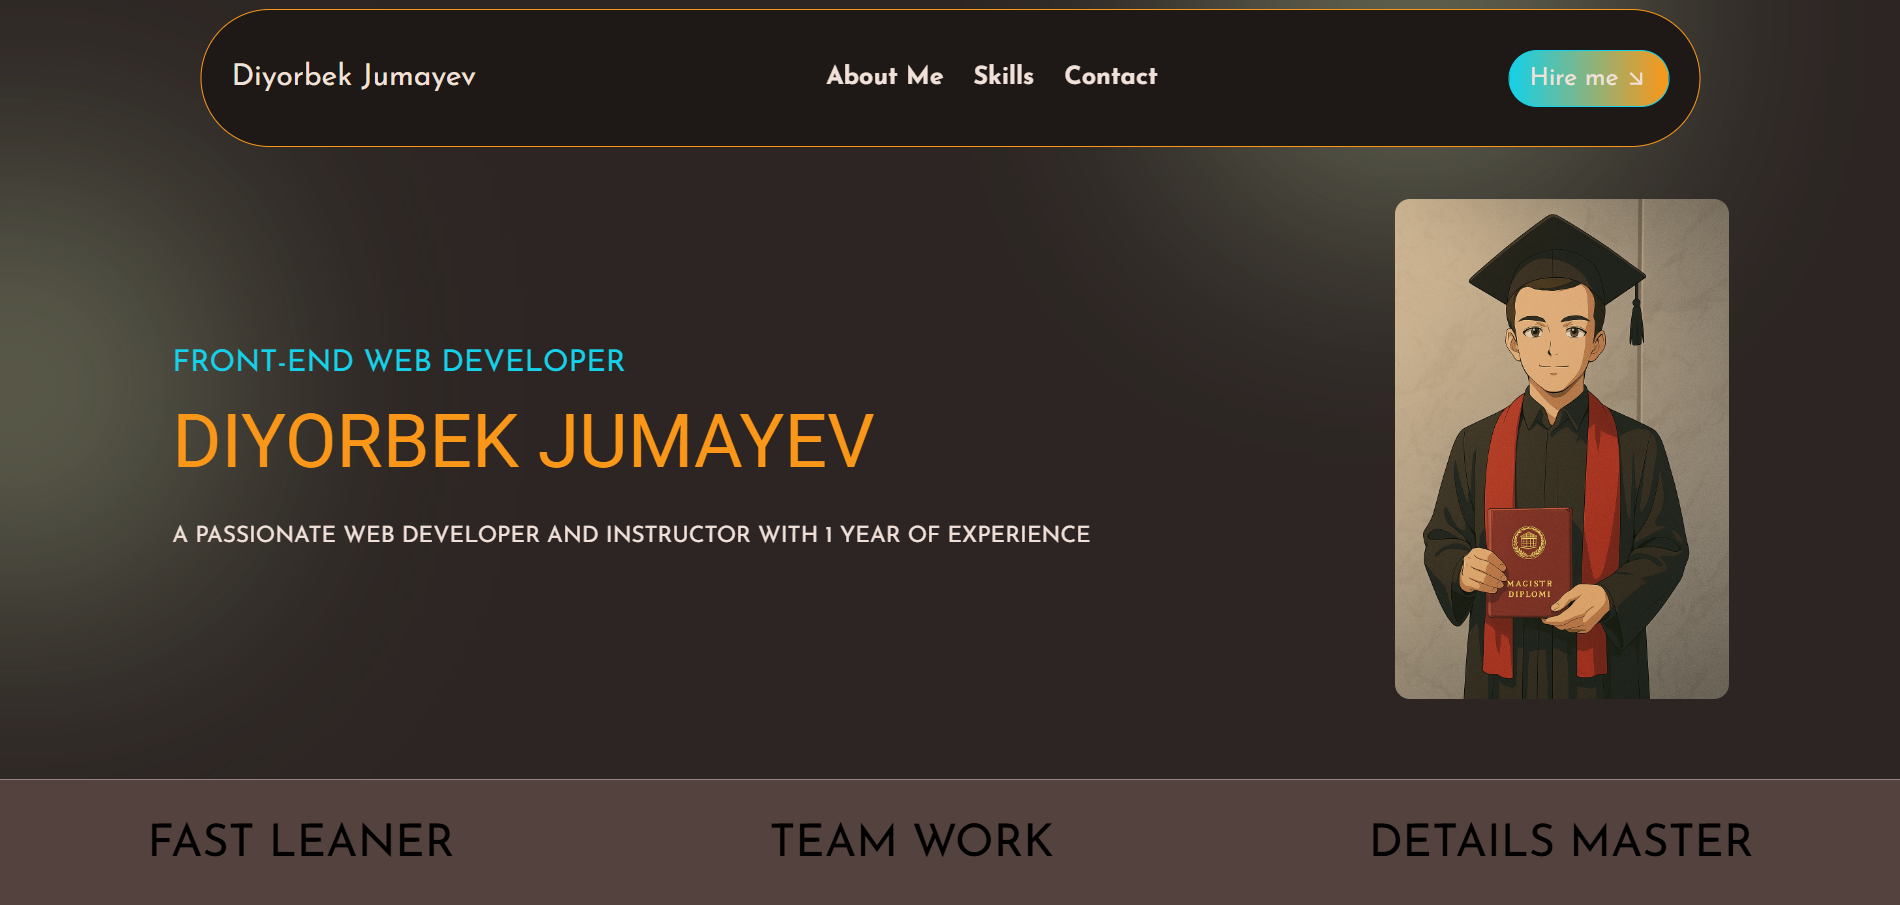 Diyorbek Jumayev
About Me
Skills
Contact
Hire me
FRONT-END WEB DEVELOPER
DIYORBEK JUMAYEV
A PASSIONATE WEB DEVELOPER AND INSTRUCTOR WITH 1 YEAR OF EXPERIENCE
MAGISTR
DIPLOMI
FAST LEANER
TEAM WORK
DETAILS MASTER